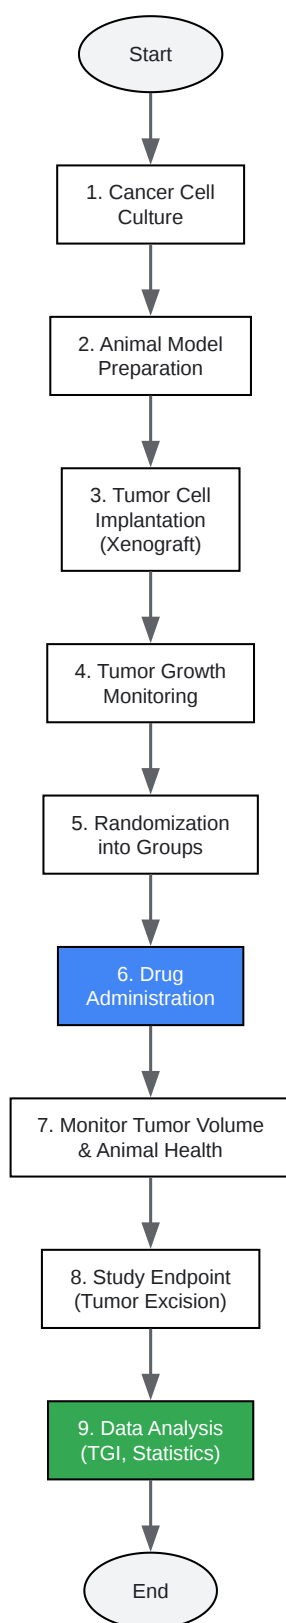 Start
1. Cancer Cell
Culture
2. Animal Model
Preparation
3. Tumor Cell
Implantation
(Xenograft)
4. Tumor Growth
Monitoring
5. Randomization
into Groups
6. Drug
Administration
7. Monitor Tumor Volume
& Animal Health
8. Study Endpoint
(Tumor Excision)
9. Data Analysis
(TGI, Statistics)
End